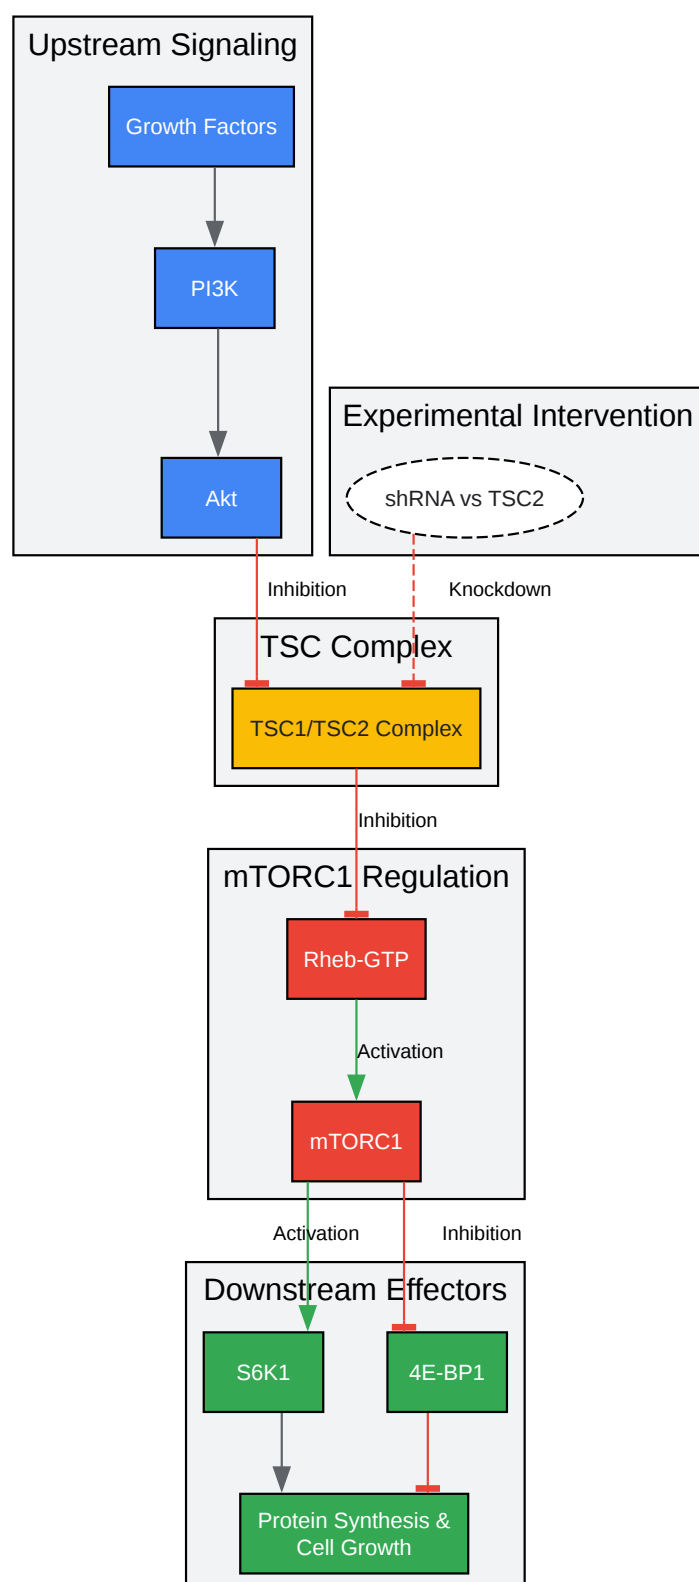 Upstream Signaling
Growth Factors
PI3K
Akt
Experimental Intervention
shRNA vs TSC2
Inhibition
Knockdown
TSC Complex
TSC1/TSC2 Complex
Inhibition
mTORC1 Regulation
Rheb-GTP
Activation
mTORC1
Activation
Inhibition
Downstream Effectors
S6K1
4E-BP1
Protein Synthesis &
Cell Growth